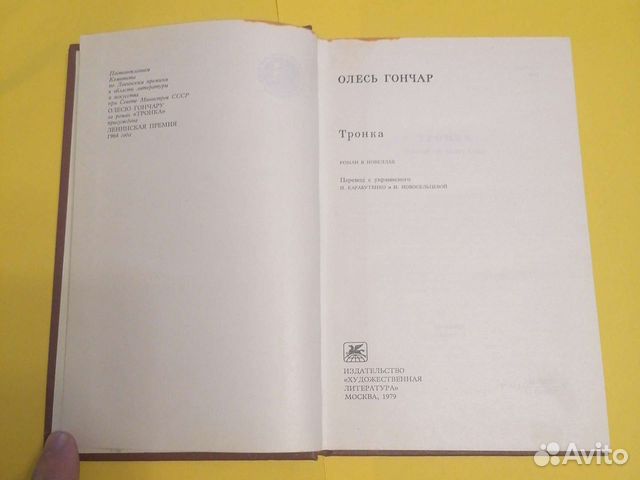 Постановлением
Комитета
по Ленинским премиям
в области литературы
и искусства
при Совете Министров СССР
ОЛЕСЮ ГОНЧАРУ
за роман «ТРОНКА»
присуждена
ЛЕНИНСКАЯ ПРЕМИЯ
1964 года
ОЛЕСЬ ГОНЧАР
Тронка
РОМАН В НОВЕЛЛАХ
Перевод с украинского
И. КАРАБУТЕНКО и И. НОВОСЕЛЬЦЕВОЙ
ИЗДАТЕЛЬСТВО
«ХУДОЖЕСТВЕННАЯ
ЛИТЕРАТУРА»
МОСКВА, 1979
Avito